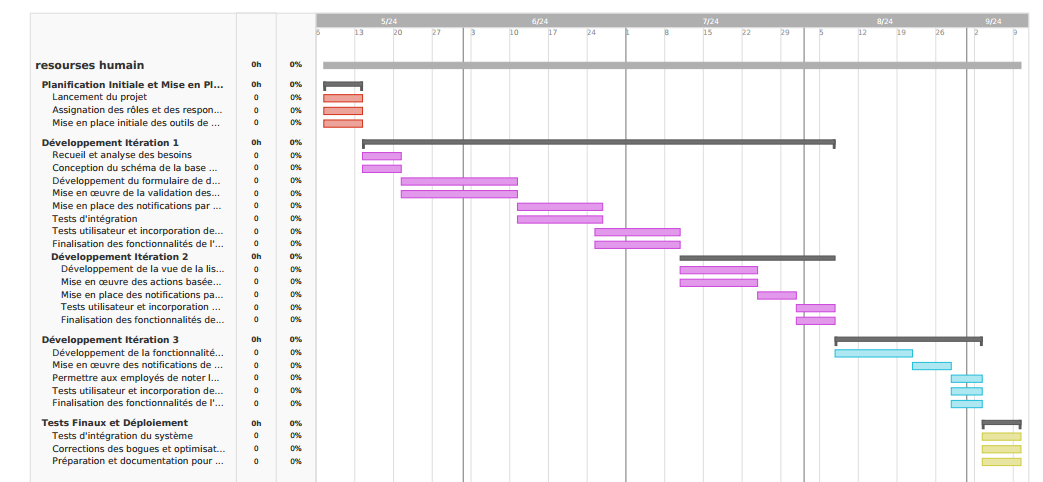 5/24 6/24 7/24 8/24 9/24
6 13 20 27 3 10 17 24 1 8 15 22 29 5 12 19 26 2 9
resourses humain 0h 0%
Planification Initiale et Mise en Pl... 0h 0%
Lancement du projet 0 0%
Assignation des rôles et des respon... 0 0%
Mise en place initiale des outils de ... 0 0%
Développement Itération 1 0h 0%
Recueil et analyse des besoins 0 0%
Conception du schéma de la base ... 0 0%
Développement du formulaire de d... 0 0%
Mise en œuvre de la validation des... 0 0%
Mise en place des notifications par ... 0 0%
Tests d'intégration 0 0%
Tests utilisateur et incorporation de... 0 0%
Finalisation des fonctionnalités de l'... 0 0%
Développement Itération 2 0h 0%
Développement de la vue de la lis... 0 0%
Mise en œuvre des actions basée... 0 0%
Mise en place des notifications pa... 0 0%
Tests utilisateur et incorporation ... 0 0%
Finalisation des fonctionnalités de... 0 0%
Développement Itération 3 0h 0%
Développement de la fonctionnalité... 0 0%
Mise en œuvre des notifications de ... 0 0%
Permettre aux employés de noter l... 0 0%
Tests utilisateur et incorporation de... 0 0%
Finalisation des fonctionnalités de l'... 0 0%
Tests Finaux et Déploiement 0h 0%
Tests d'intégration du système 0 0%
Corrections des bogues et optimisat... 0 0%
Préparation et documentation pour ... 0 0%